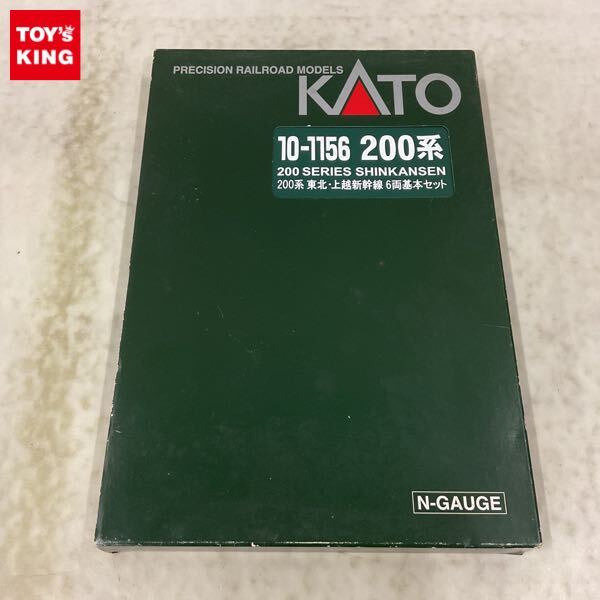 TOY'S
KING
PRECISION RAILROAD MODELS
KATO
10-1156 200系
200 SERIES SHINKANSEN
200系 東北・上越新幹線 6両基本セット
N-GAUGE